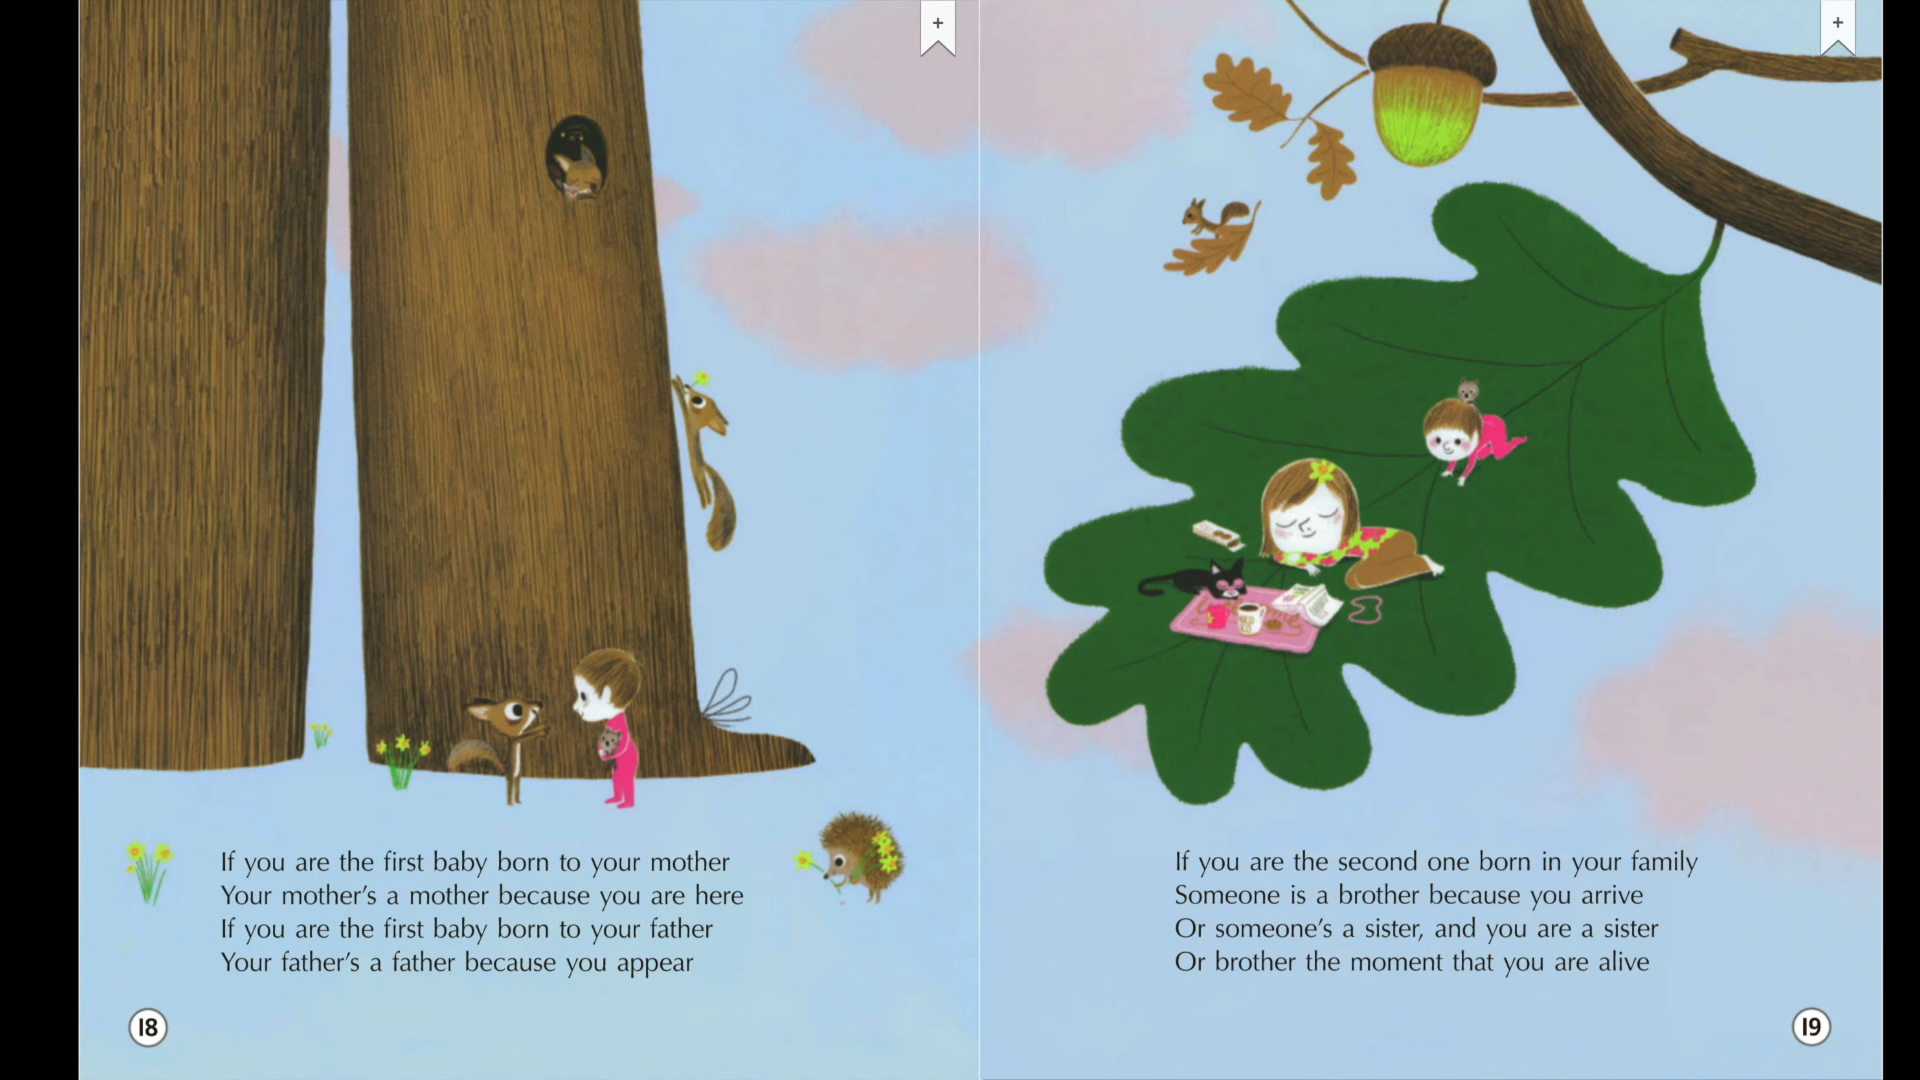 If you are the first baby born to your mother
Your mother's a mother because you are here
If you are the first baby born to your father
Your father's a father because you appear
18
If you are the second one born in your family
Someone is a brother because you arrive
Or someone's a sister, and you are a sister
Or brother the moment that you are alive
19